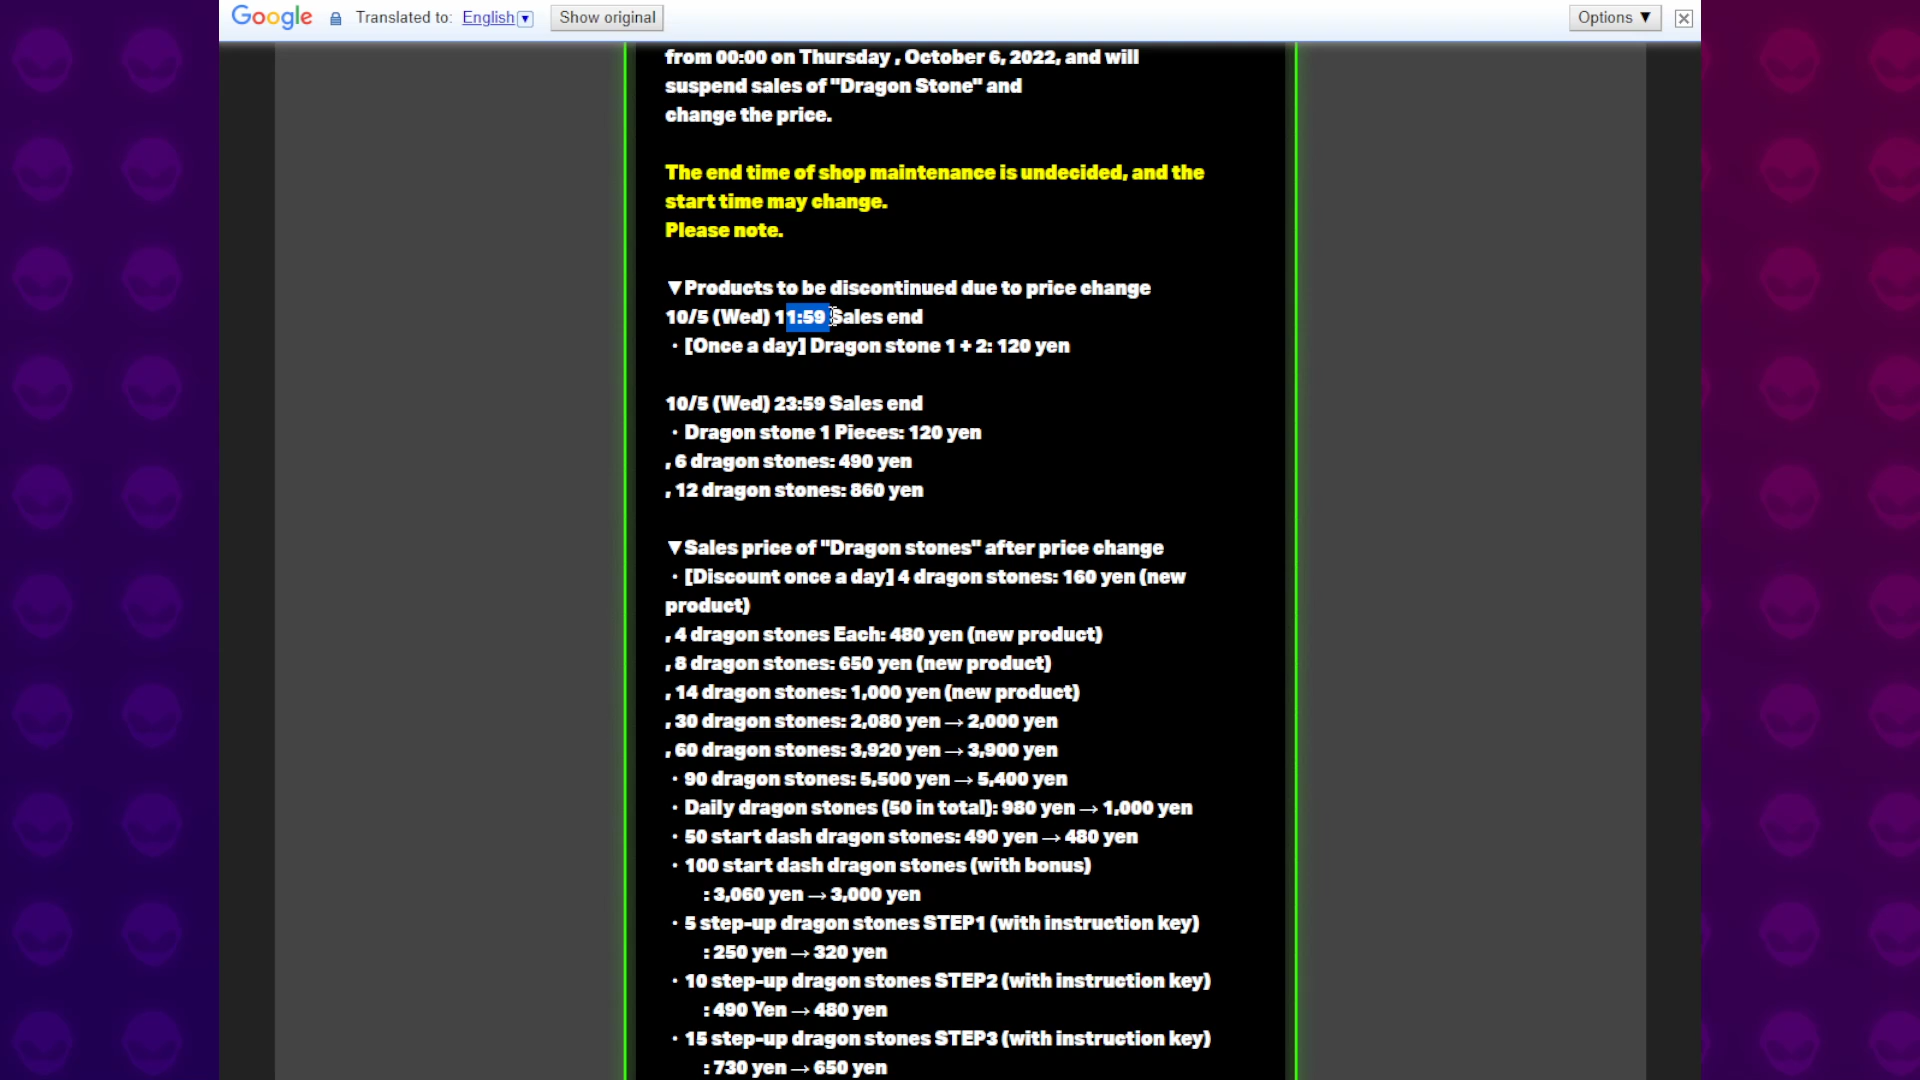 Google Translated to: English ▼ Show original Options ▼
from 00:00 on Thursday , October 6, 2022, and will
suspend sales of "Dragon Stone" and
change the price.
The end time of shop maintenance is undecided, and the
start time may change.
Please note.
▼Products to be discontinued due to price change
10/5 (Wed) 11:59 Sales end
・[Once a day] Dragon stone 1 + 2: 120 yen
10/5 (Wed) 23:59 Sales end
・Dragon stone 1 Pieces: 120 yen
, 6 dragon stones: 490 yen
, 12 dragon stones: 860 yen
▼Sales price of "Dragon stones" after price change
・[Discount once a day] 4 dragon stones: 160 yen (new
product)
, 4 dragon stones Each: 480 yen (new product)
, 8 dragon stones: 650 yen (new product)
, 14 dragon stones: 1,000 yen (new product)
, 30 dragon stones: 2,080 yen → 2,000 yen
, 60 dragon stones: 3,920 yen → 3,900 yen
・90 dragon stones: 5,500 yen → 5,400 yen
・Daily dragon stones (50 in total): 980 yen → 1,000 yen
・50 start dash dragon stones: 490 yen → 480 yen
・100 start dash dragon stones (with bonus)
: 3,060 yen → 3,000 yen
・5 step-up dragon stones STEP1 (with instruction key)
: 250 yen → 320 yen
・10 step-up dragon stones STEP2 (with instruction key)
: 490 Yen → 480 yen
・15 step-up dragon stones STEP3 (with instruction key)
: 730 yen → 650 yen